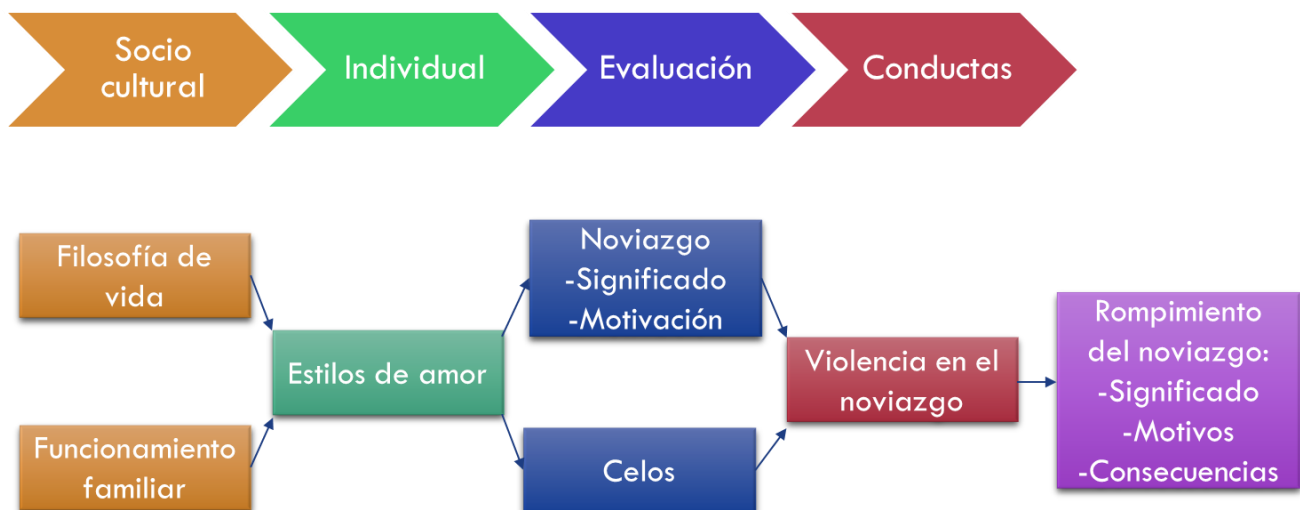 Socio
cultural
Individual
Evaluación
Conductas
Filosofía de
vida
Funcionamiento
familiar
Estilos de amor
Noviazgo
-Significado
-Motivación
Celos
Violencia en el
noviazgo
Rompimiento
del noviazgo:
-Significado
-Motivos
-Consecuencias